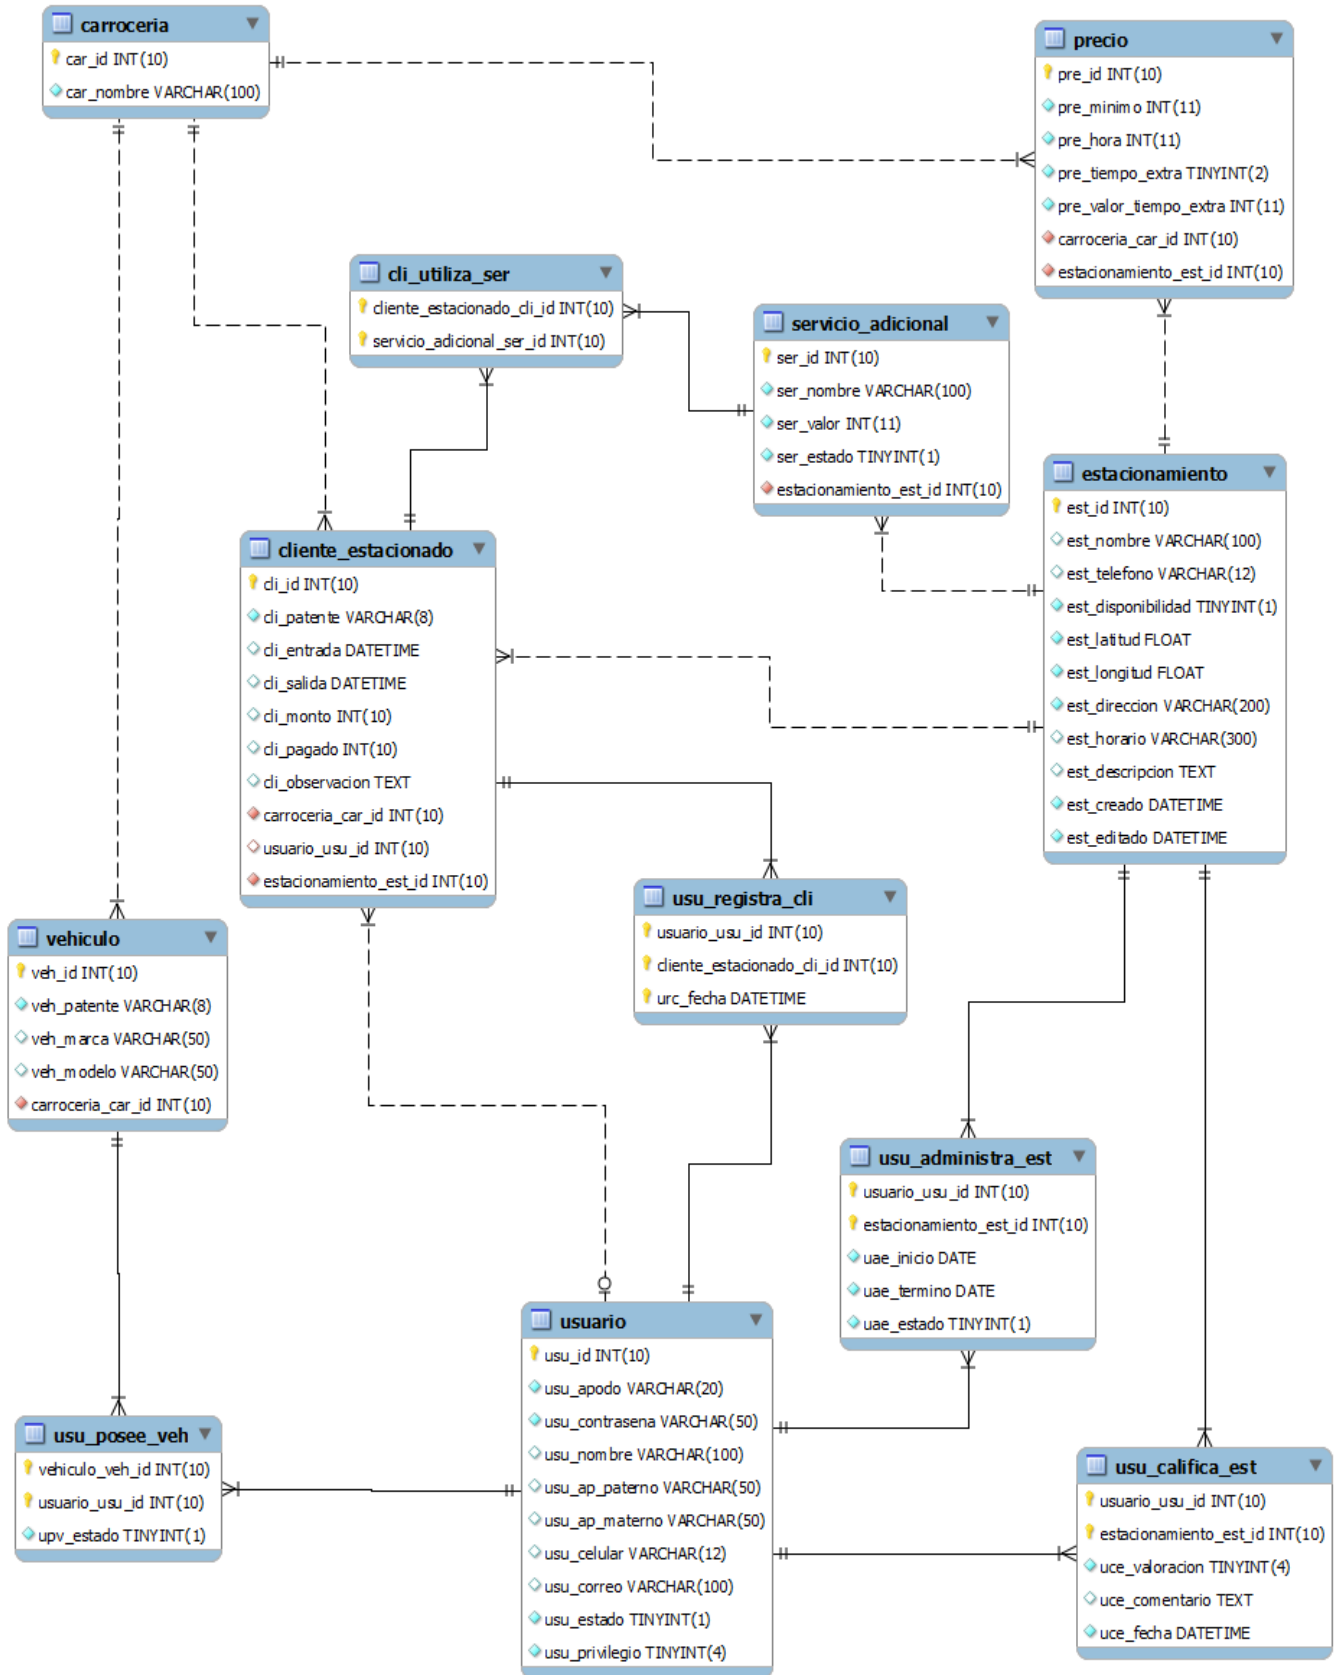 carroceria
car_id INT(10)
car_nombre VARCHAR(100)
precio
pre_id INT(10)
pre_minimo INT(11)
pre_hora INT(11)
pre_tiempo_extra TINYINT(2)
pre_valor_tiempo_extra INT(11)
carroceria_car_id INT(10)
estacionamiento_est_id INT(10)
cli_utiliza_ser
cliente_estacionado_cli_id INT(10)
servicio_adicional_ser_id INT(10)
servicio_adicional
ser_id INT(10)
ser_nombre VARCHAR(100)
ser_valor INT(11)
ser_estado TINYINT(1)
estacionamiento_est_id INT(10)
estacionamiento
est_id INT(10)
est_nombre VARCHAR(100)
est_telefono VARCHAR(12)
est_disponibilidad TINYINT(1)
est_latitud FLOAT
est_longitud FLOAT
est_direccion VARCHAR(200)
est_horario VARCHAR(300)
est_descripcion TEXT
est_creado DATETIME
est_editado DATETIME
cliente_estacionado
cli_id INT(10)
cli_patente VARCHAR(8)
cli_entrada DATETIME
cli_salida DATETIME
cli_monto INT(10)
cli_pagado INT(10)
cli_observacion TEXT
carroceria_car_id INT(10)
usuario_usu_id INT(10)
estacionamiento_est_id INT(10)
usu_registra_cli
usuario_usu_id INT(10)
cliente_estacionado_cli_id INT(10)
urc_fecha DATETIME
vehiculo
veh_id INT(10)
veh_patente VARCHAR(8)
veh_marca VARCHAR(50)
veh_modelo VARCHAR(50)
carroceria_car_id INT(10)
usu_administra_est
usuario_usu_id INT(10)
estacionamiento_est_id INT(10)
uae_inicio DATE
uae_termino DATE
uae_estado TINYINT(1)
usuario
usu_id INT(10)
usu_apodo VARCHAR(20)
usu_contrasena VARCHAR(50)
usu_nombre VARCHAR(100)
usu_ap_paterno VARCHAR(50)
usu_ap_materno VARCHAR(50)
usu_celular VARCHAR(12)
usu_correo VARCHAR(100)
usu_estado TINYINT(1)
usu_privilegio TINYINT(4)
usu_posee_veh
vehiculo_veh_id INT(10)
usuario_usu_id INT(10)
upv_estado TINYINT(1)
usu_califica_est
usuario_usu_id INT(10)
estacionamiento_est_id INT(10)
uce_valoracion TINYINT(4)
uce_comentario TEXT
uce_fecha DATETIME